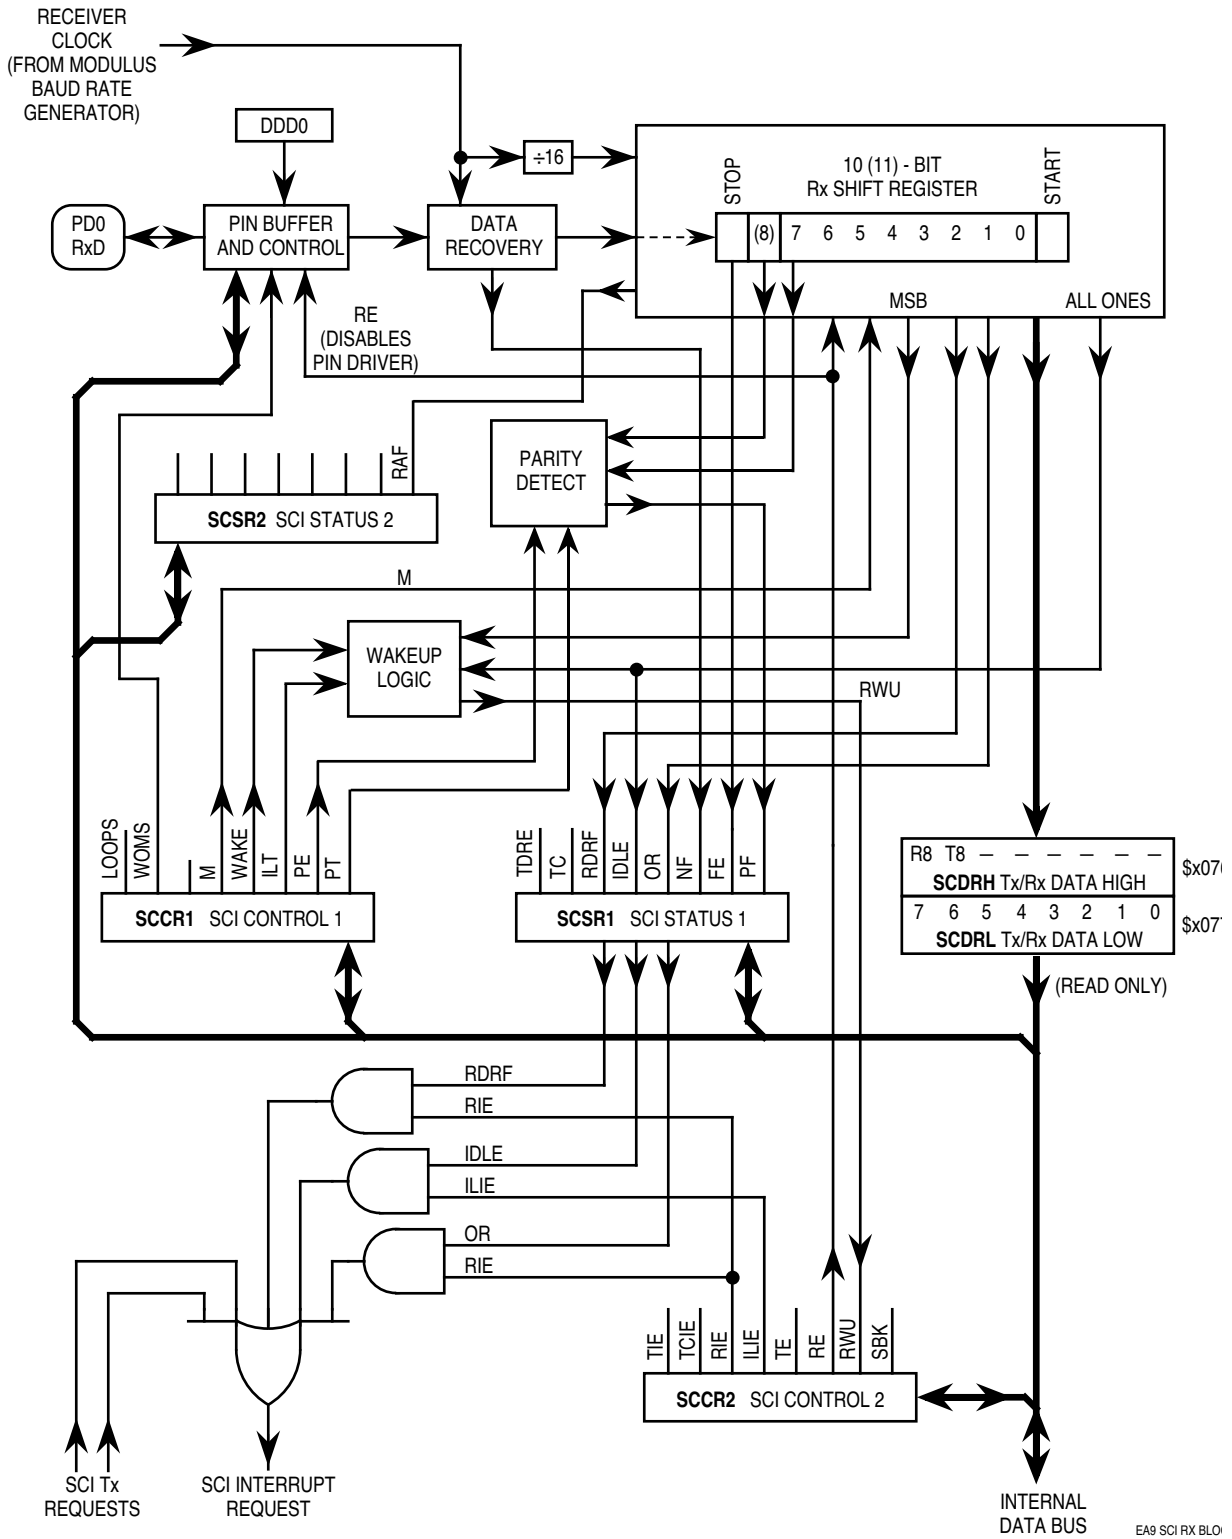 RECEIVER
CLOCK
(FROM MODULUS
BAUD RATE
GENERATOR)
DDD0
÷16
10 (11) - BIT
Rx SHIFT REGISTER
STOP
START
PD0
RxD
PIN BUFFER
AND CONTROL
DATA
RECOVERY
(8) 7 6 5 4 3 2 1 0
MSB
ALL ONES
RE
(DISABLES
PIN DRIVER)
PARITY
DETECT
RAF
SCSR2 SCI STATUS 2
M
WAKEUP
LOGIC
RWU
LOOPS
WOMS
M
WAKE
ILT
PE
PT
SCCR1 SCI CONTROL 1
TDRE
TC
RDRF
IDLE
OR
NF
FE
PF
SCSR1 SCI STATUS 1
R8 T8 – – – – – –
SCDRH Tx/Rx DATA HIGH
7 6 5 4 3 2 1 0
SCDRL Tx/Rx DATA LOW
(READ ONLY)
RDRF
RIE
IDLE
ILIE
OR
RIE
TIE
TCIE
RIE
ILIE
TE
RE
RWU
SBK
SCCR2 SCI CONTROL 2
SCI Tx
REQUESTS
SCI INTERRUPT
REQUEST
INTERNAL
DATA BUS